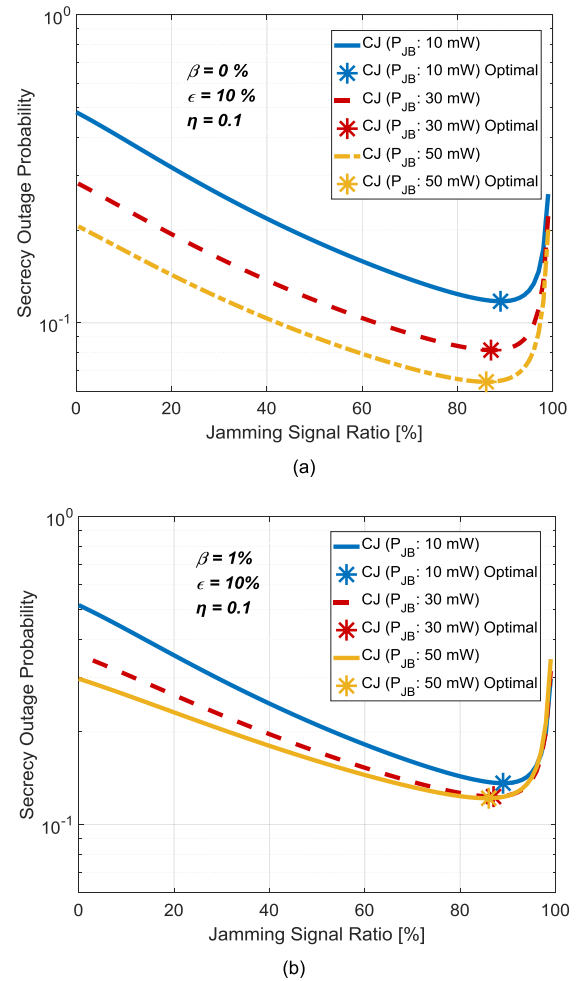 10^0
10^-1
Secrecy Outage Probability
β = 0 %
ϵ = 10 %
η = 0.1
CJ (P_JB: 10 mW)
CJ (P_JB: 10 mW) Optimal
CJ (P_JB: 30 mW)
CJ (P_JB: 30 mW) Optimal
CJ (P_JB: 50 mW)
CJ (P_JB: 50 mW) Optimal
0 20 40 60 80 100
Jamming Signal Ratio [%]
(a)
10^0
10^-1
Secrecy Outage Probability
β = 1%
ϵ = 10%
η = 0.1
CJ (P_JB: 10 mW)
CJ (P_JB: 10 mW) Optimal
CJ (P_JB: 30 mW)
CJ (P_JB: 30 mW) Optimal
CJ (P_JB: 50 mW)
CJ (P_JB: 50 mW) Optimal
0 20 40 60 80 100
Jamming Signal Ratio [%]
(b)